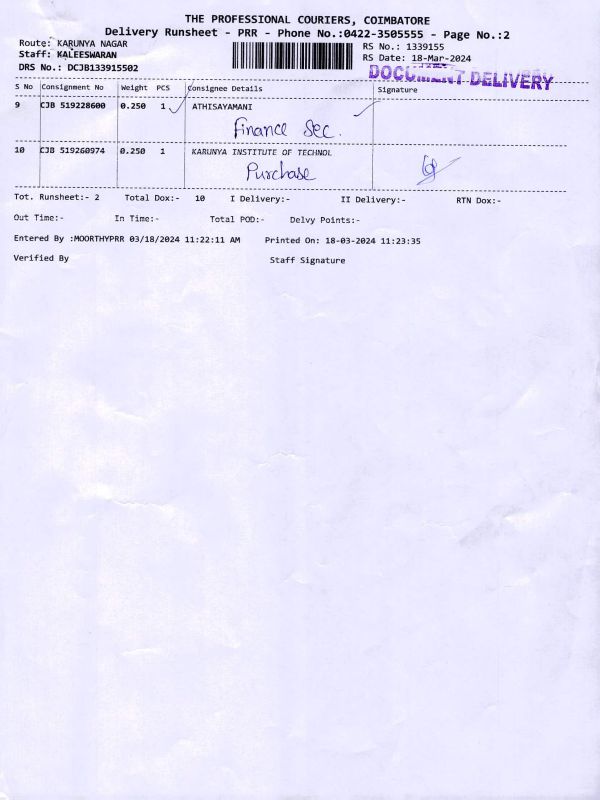 THE PROFESSIONAL COURIERS, COIMBATORE
Delivery Runsheet - PRR - Phone No.:0422-3505555 - Page No.:2
Route: KARUNYA NAGAR
RS No.: 1339155
Staff: KALEESWARAN
RS Date: 18-Mar-2024
DRS No.: DCJB133915502
DOCUMENT DELIVERY
S No Consignment No Weight PCS Consignee Details Signature
9 CJB 519228600 0.250 1 ATHISAYAMANI
Finance Sec.
10 CJB 519260974 0.250 1 KARUNYA INSTITUTE OF TECHNOL
Purchase
Tot. Runsheet:- 2 Total Dox:- 10 I Delivery:- II Delivery:- RTN Dox:-
Out Time:- In Time:- Total POD:- Delvy Points:-
Entered By :MOORTHYPRR 03/18/2024 11:22:11 AM Printed On: 18-03-2024 11:23:35
Verified By Staff Signature